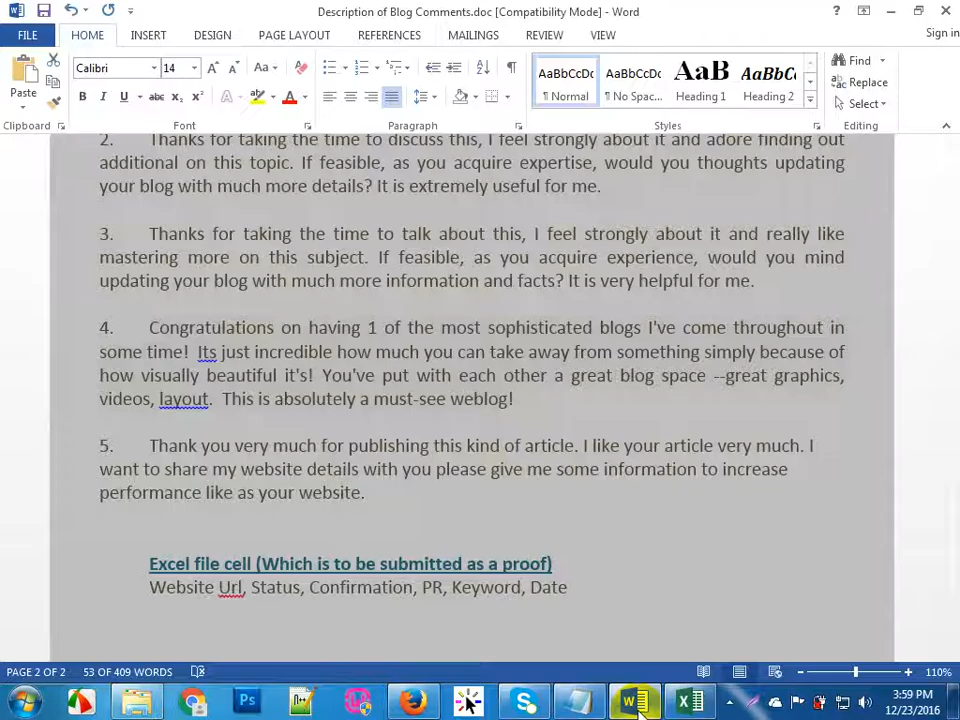 Description of Blog Comments.doc [Compatibility Mode] - Word
Sign in
FILE HOME INSERT DESIGN PAGE LAYOUT REFERENCES MAILINGS REVIEW VIEW
Paste
Calibri 14
AaBbCcDc AaBbCcDc AaB AaBbCc
¶ Normal ¶ No Spac... Heading 1 Heading 2
Find
Replace
Select
Clipboard Font Paragraph Styles Editing
2. Thanks for taking the time to discuss this, I feel strongly about it and adore finding out
additional on this topic. If feasible, as you acquire expertise, would you thoughts updating
your blog with much more details? It is extremely useful for me.
3. Thanks for taking the time to talk about this, I feel strongly about it and really like
mastering more on this subject. If feasible, as you acquire experience, would you mind
updating your blog with much more information and facts? It is very helpful for me.
4. Congratulations on having 1 of the most sophisticated blogs I've come throughout in
some time! Its just incredible how much you can take away from something simply because of
how visually beautiful it's! You've put with each other a great blog space --great graphics,
videos, layout. This is absolutely a must-see weblog!
5. Thank you very much for publishing this kind of article. I like your article very much. I
want to share my website details with you please give me some information to increase
performance like as your website.
Excel file cell (Which is to be submitted as a proof)
Website Url, Status, Confirmation, PR, Keyword, Date
PAGE 2 OF 2 53 OF 409 WORDS 110%
3:59 PM
12/23/2016